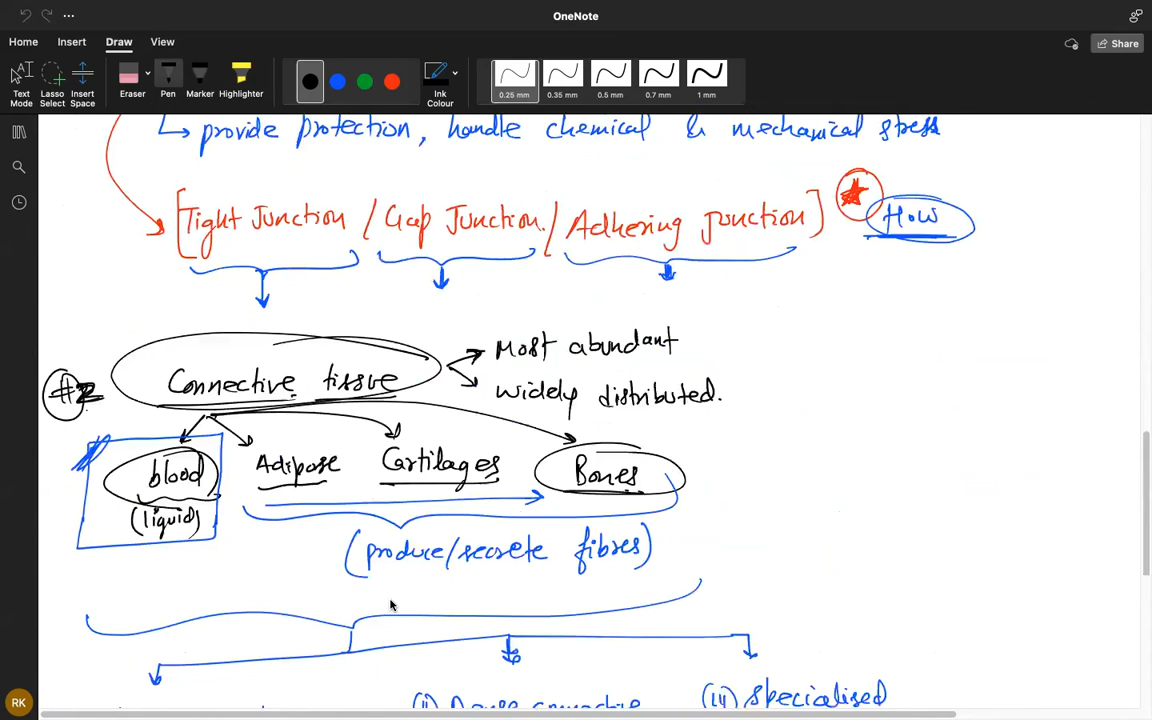 OneNote
Home Insert Draw View
Share
Text Mode
Lasso Select
Insert Space
Eraser
Pen
Marker
Highlighter
Ink Colour
0.25 mm 0.35 mm 0.5 mm 0.7 mm 1 mm
↳ provide protection, handle chemical & mechanical stress
[Tight Junction / Gap Junction / Adhering junction] How
Most abundant
#2 Connective tissue
widely distributed.
blood Adipose Cartilages Bones
(liquid)
(produce/secrete fibres)
(ii) Dense connective (iii) Specialised
RK